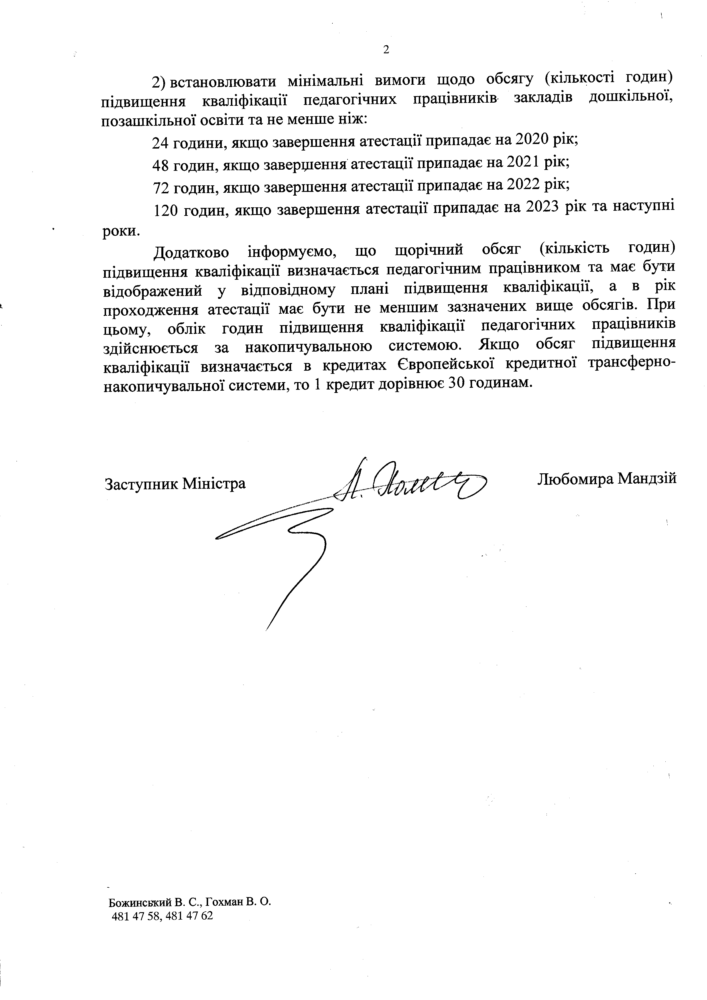 2
2) встановлювати мінімальні вимоги щодо обсягу (кількості годин)
підвищення кваліфікації педагогічних працівників закладів дошкільної,
позашкільної освіти та не менше ніж:
24 години, якщо завершення атестації припадає на 2020 рік;
48 годин, якщо завершення атестації припадає на 2021 рік;
72 годин, якщо завершення атестації припадає на 2022 рік;
120 годин, якщо завершення атестації припадає на 2023 рік та наступні
роки.
Додатково інформуємо, що щорічний обсяг (кількість годин)
підвищення кваліфікації визначається педагогічним працівником та має бути
відображений у відповідному плані підвищення кваліфікації, а в рік
проходження атестації має бути не меншим зазначених вище обсягів. При
цьому, облік годин підвищення кваліфікації педагогічних працівників
здійснюється за накопичувальною системою. Якщо обсяг підвищення
кваліфікації визначається в кредитах Європейської кредитної трансферно-
накопичувальної системи, то 1 кредит дорівнює 30 годинам.
Заступник Міністра Любомира Мандзій
Божинський В. С., Гохман В. О.
481 47 58, 481 47 62